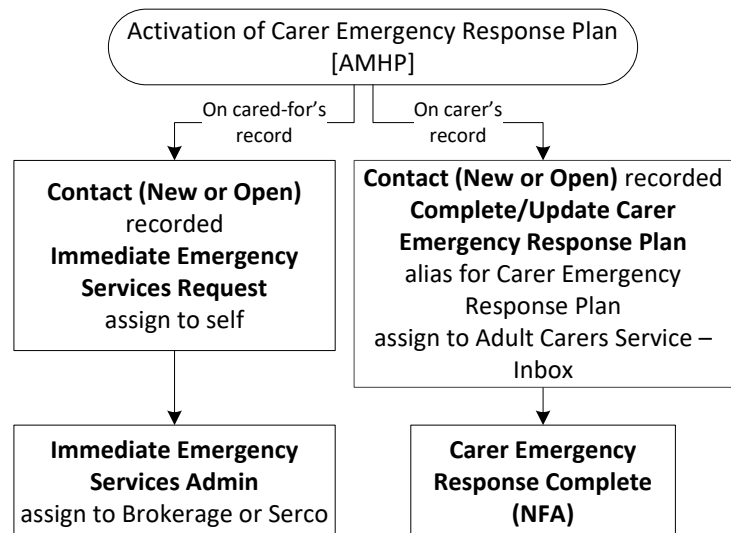 Activation of Carer Emergency Response Plan
[AMHP]
On cared-for's
record
On carer's
record
Contact (New or Open)
recorded
Immediate Emergency
Services Request
assign to self
Contact (New or Open) recorded
Complete/Update Carer
Emergency Response Plan
alias for Carer Emergency
Response Plan
assign to Adult Carers Service –
Inbox
Immediate Emergency
Services Admin
assign to Brokerage or Serco
Carer Emergency
Response Complete
(NFA)